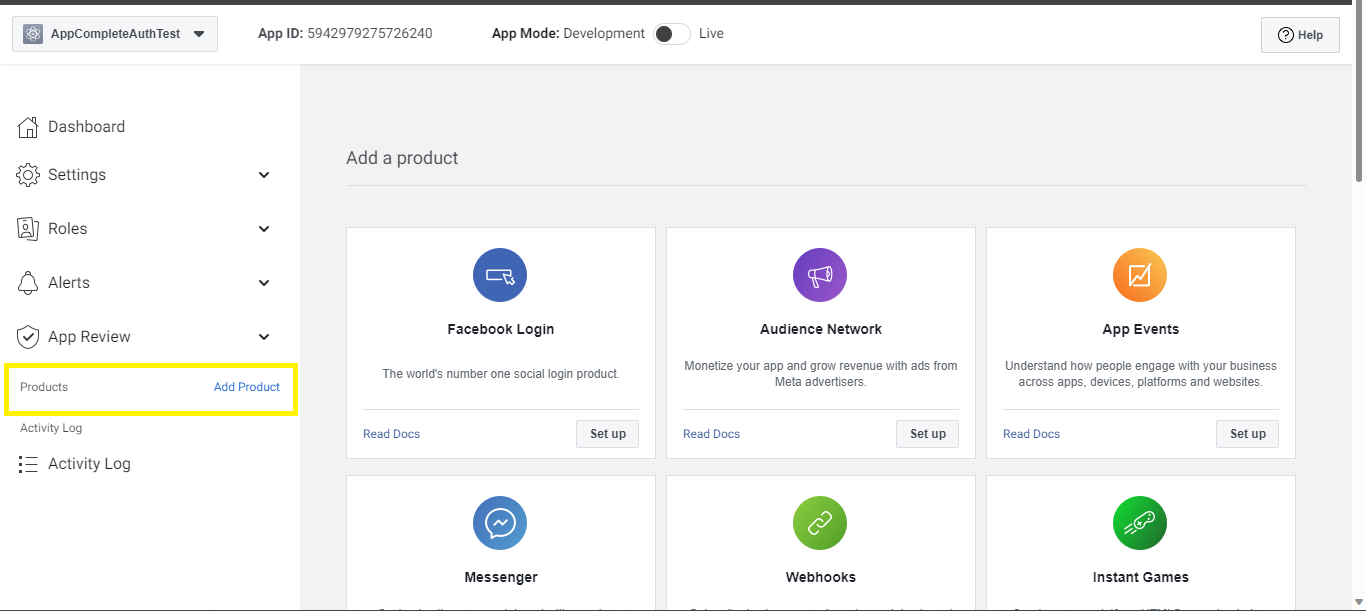 AppCompleteAuthTest
App ID: 5942979275726240
App Mode: Development
Live
Help
Dashboard
Settings
Roles
Alerts
App Review
Products
Add Product
Activity Log
Activity Log
Add a product
Facebook Login
The world's number one social login product.
Read Docs
Set up
Audience Network
Monetize your app and grow revenue with ads from
Meta advertisers.
Read Docs
Set up
App Events
Understand how people engage with your business
across apps, devices, platforms and websites.
Read Docs
Set up
Messenger
Webhooks
Instant Games